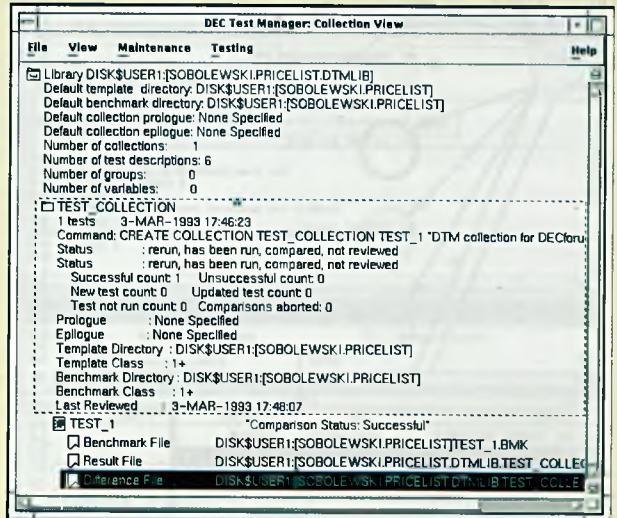 DEC Test Manager: Collection View
File View Maintenance Testing Help
Library DISK$USER1:[SOBOLEWSKI.PRICELIST.DTMLIB]
Default template directory: DISK$USER1:[SOBOLEWSKI.PRICELIST]
Default benchmark directory: DISK$USER1:[SOBOLEWSKI.PRICELIST]
Default collection prologue: None Specified
Default collection epilogue: None Specified
Number of collections: 1
Number of test descriptions: 6
Number of groups: 0
Number of variables: 0
TEST_COLLECTION
1 tests 3-MAR-1993 17:46:23
Command: CREATE COLLECTION TEST_COLLECTION TEST_1 "DTM collection for DECforu
Status : rerun, has been run, compared, not reviewed
Status : rerun, has been run, compared, not reviewed
Successful count: 1 Unsuccessful count: 0
New test count: 0 Updated test count: 0
Test not run count: 0 Comparisons aborted: 0
Prologue : None Specified
Epilogue : None Specified
Template Directory : DISK$USER1:[SOBOLEWSKI.PRICELIST]
Template Class : 1+
Benchmark Directory : DISK$USER1:[SOBOLEWSKI.PRICELIST]
Benchmark Class : 1+
Last Reviewed : 3-MAR-1993 17:48:07
TEST_1 "Comparison Status: Successful"
Benchmark File DISK$USER1:[SOBOLEWSKI.PRICELIST]TEST_1.BMK
Result File DISK$USER1:[SOBOLEWSKI.PRICELIST.DTMLIB.TEST_COLLEC
Difference File DISK$USER1:[SOBOLEWSKI.PRICELIST.DTMLIB.TEST_COLLE